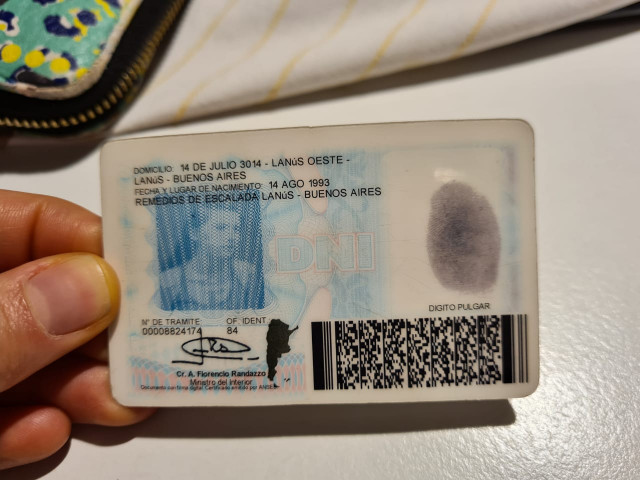 DOMICILIO: 14 DE JULIO 3014 - LANúS OESTE -
LANúS - BUENOS AIRES
FECHA Y LUGAR DE NACIMIENTO: 14 AGO 1993
REMEDIOS DE ESCALADA LANúS - BUENOS AIRES
DNI
DIGITO PULGAR
N° DE TRAMITE OF. IDENT.
00008824174 84
Cr. A. Florencio Randazzo
Ministro del Interior